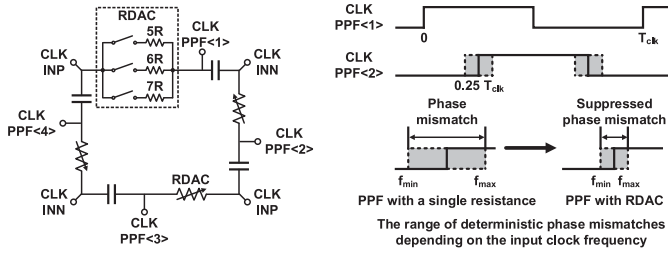 RDAC
CLK
PPF<1>
CLK
INP
5R
6R
7R
CLK
INN
CLK
PPF<4>
CLK
PPF<2>
RDAC
CLK
INN
CLK
PPF<3>
CLK
INP
CLK
PPF<1>
0
Tclk
CLK
PPF<2>
0.25 Tclk
Phase
mismatch
Suppressed
phase mismatch
fmin
fmax
fmin
fmax
PPF with a single resistance
PPF with RDAC
The range of deterministic phase mismatches
depending on the input clock frequency